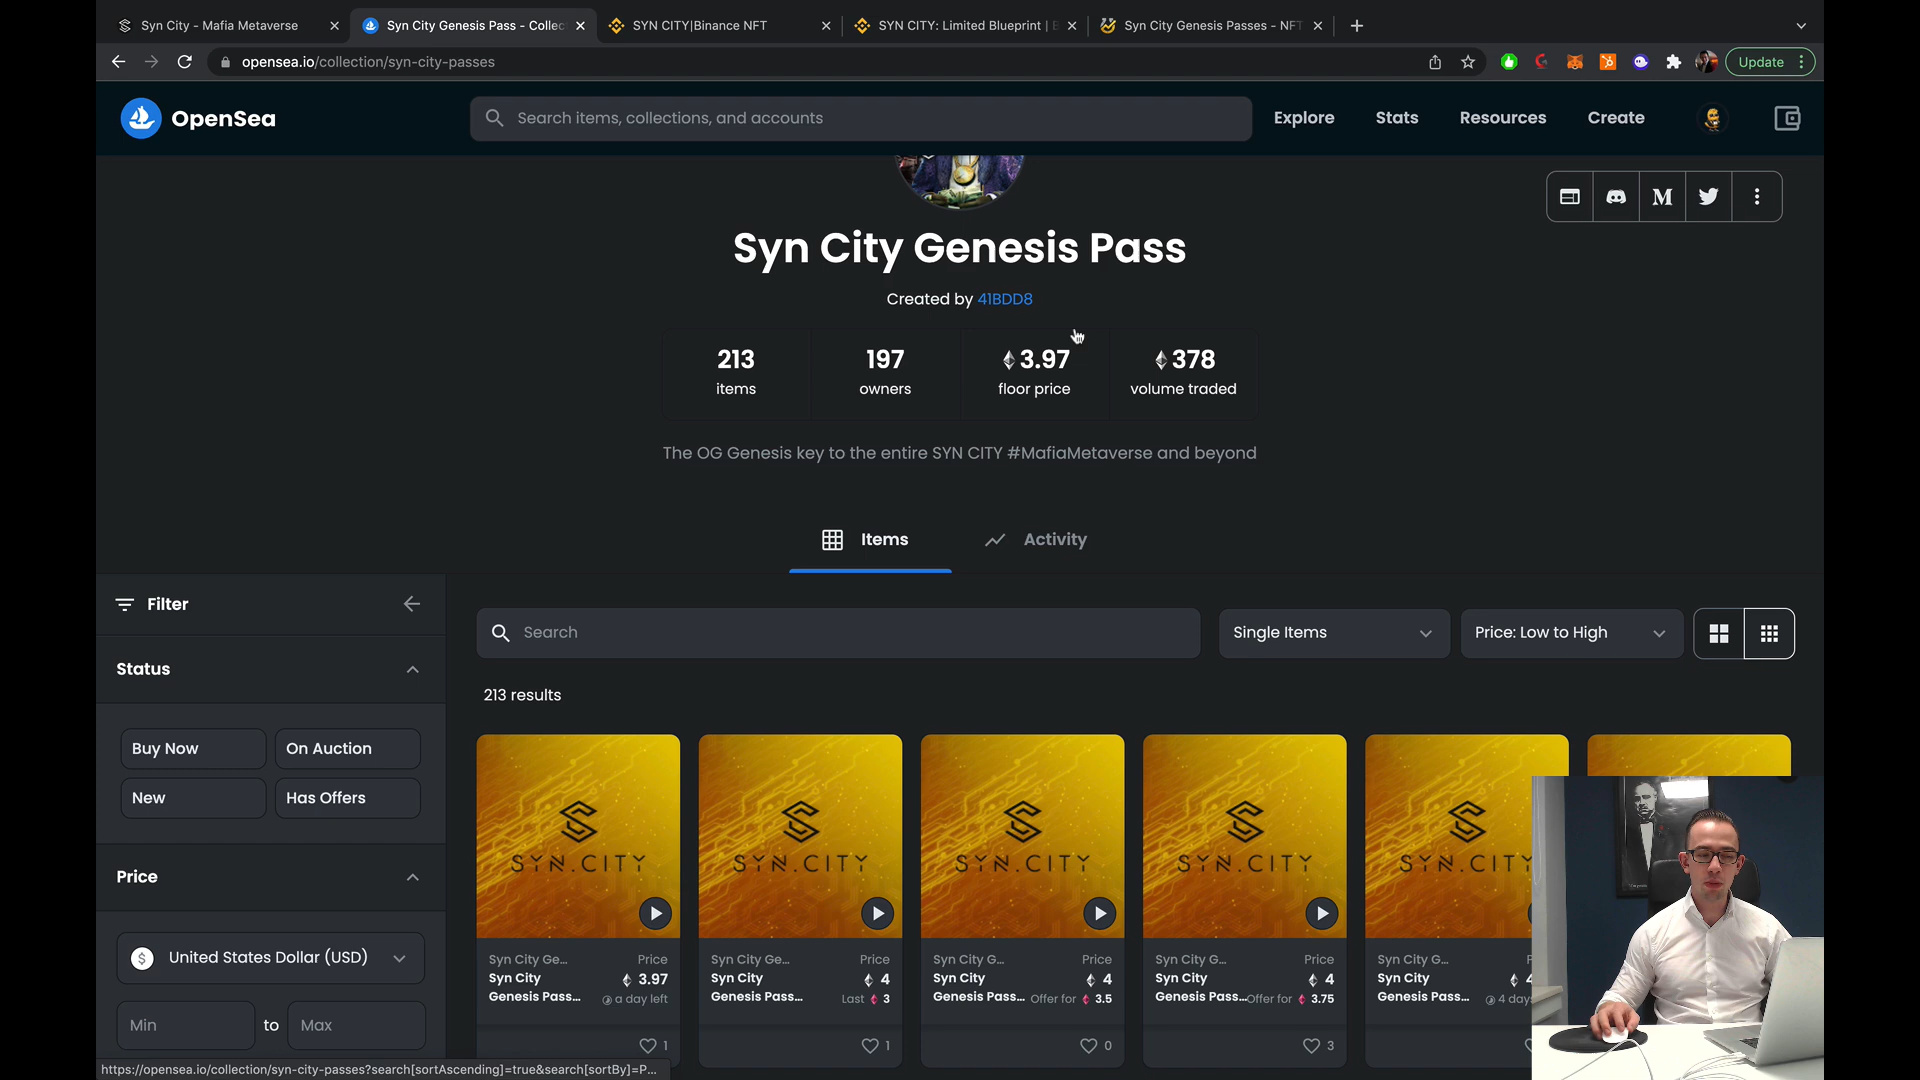 Syn City - Mafia Metaverse
Syn City Genesis Pass - Collec
SYN CITY|Binance NFT
SYN CITY: Limited Blueprint | B
Syn City Genesis Passes - NFT
opensea.io/collection/syn-city-passes
Update
OpenSea
Search items, collections, and accounts
Explore
Stats
Resources
Create
Syn City Genesis Pass
Created by 41BDD8
213
items
197
owners
3.97
floor price
378
volume traded
The OG Genesis key to the entire SYN CITY #MafiaMetaverse and beyond
Items
Activity
Filter
Search
Single Items
Price: Low to High
Status
213 results
Buy Now
On Auction
New
Has Offers
Price
United States Dollar (USD)
Min
to
Max
SYN.CITY
SYN.CITY
SYN.CITY
SYN.CITY
SYN.CITY
Syn City Ge...
Price
Syn City
Genesis Pass...
3.97
a day left
1
Syn City Ge...
Price
Syn City
Genesis Pass...
4
Last 3
1
Syn City G...
Price
Syn City
Genesis Pass...
4
Offer for 3.5
0
Syn City G...
Price
Syn City
Genesis Pass...
4
Offer for 3.75
3
Syn City G...
Syn City
Genesis Pass...
4 days
https://opensea.io/collection/syn-city-passes?search[sortAscending]=true&search[sortBy]=P...